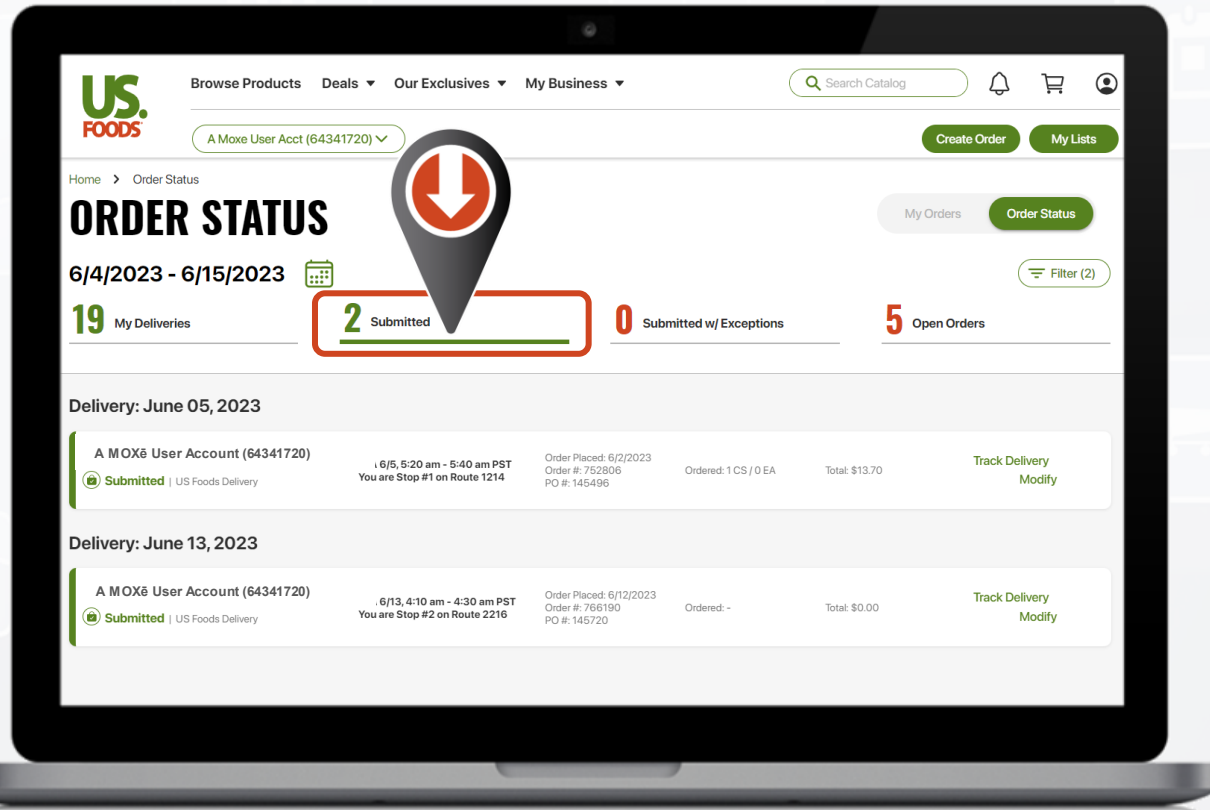 US.
FOODS
Browse Products Deals Our Exclusives My Business
Search Catalog
A Moxe User Acct (64341720)
Create Order My Lists
Home > Order Status
ORDER STATUS
My Orders Order Status
6/4/2023 - 6/15/2023
Filter (2)
19 My Deliveries
2 Submitted
0 Submitted w/ Exceptions
5 Open Orders
Delivery: June 05, 2023
A MOXē User Account (64341720)
Submitted | US Foods Delivery
6/5, 5:20 am - 5:40 am PST
You are Stop #1 on Route 1214
Order Placed: 6/2/2023
Order #: 752806
PO #: 145496
Ordered: 1 CS / 0 EA
Total: $13.70
Track Delivery
Modify
Delivery: June 13, 2023
A MOXē User Account (64341720)
Submitted | US Foods Delivery
6/13, 4:10 am - 4:30 am PST
You are Stop #2 on Route 2216
Order Placed: 6/12/2023
Order #: 766190
PO #: 145720
Ordered: -
Total: $0.00
Track Delivery
Modify